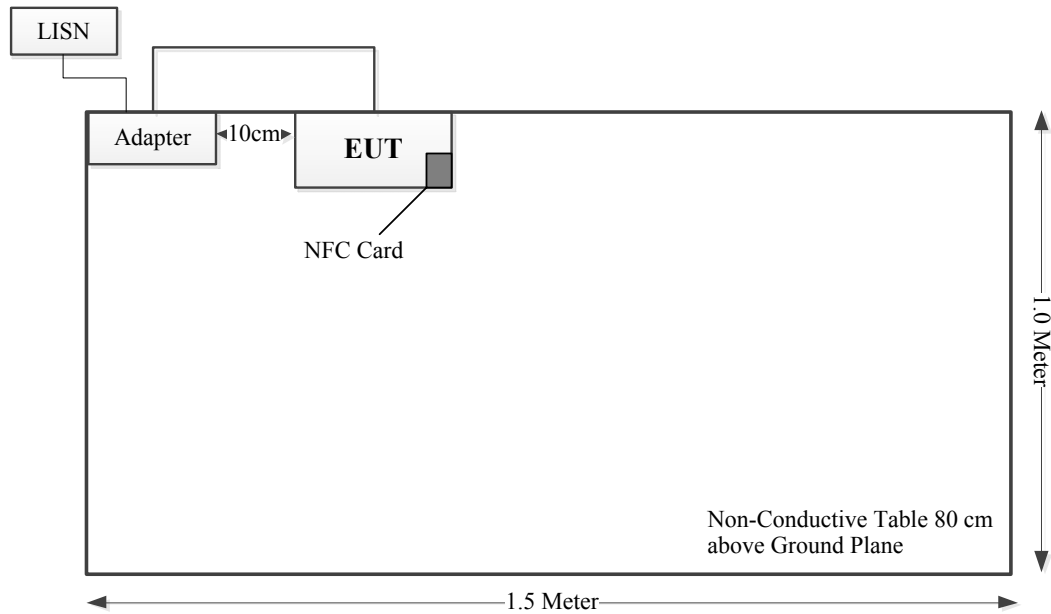 LISN
Adapter
10cm
EUT
NFC Card
1.0 Meter
Non-Conductive Table 80 cm
above Ground Plane
1.5 Meter